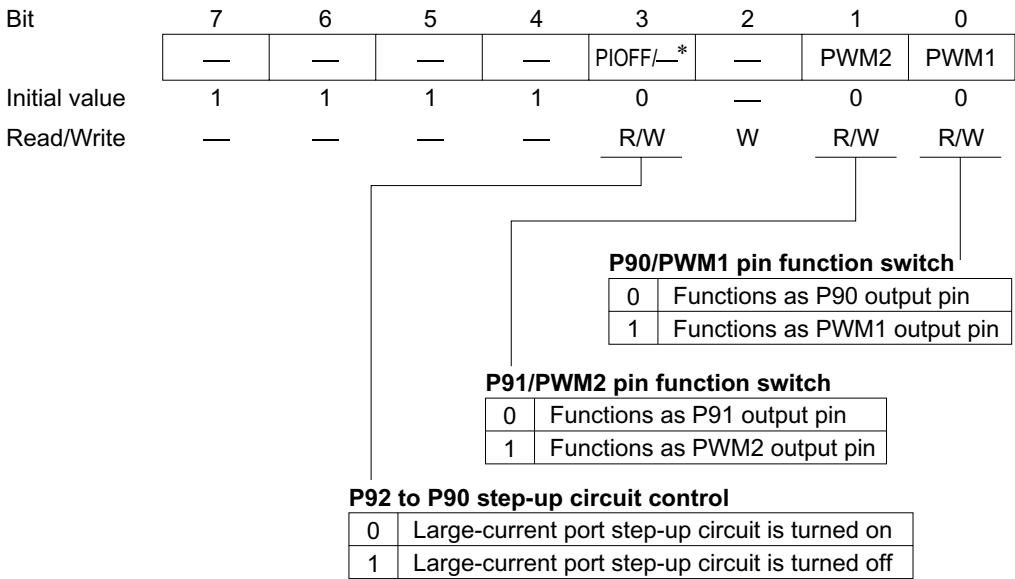 Bit 7 6 5 4 3 2 1 0
— — — — PIOFF/—* — PWM2 PWM1
Initial value 1 1 1 1 0 — 0 0
Read/Write — — — — R/W W R/W R/W
P90/PWM1 pin function switch
0 Functions as P90 output pin
1 Functions as PWM1 output pin
P91/PWM2 pin function switch
0 Functions as P91 output pin
1 Functions as PWM2 output pin
P92 to P90 step-up circuit control
0 Large-current port step-up circuit is turned on
1 Large-current port step-up circuit is turned off